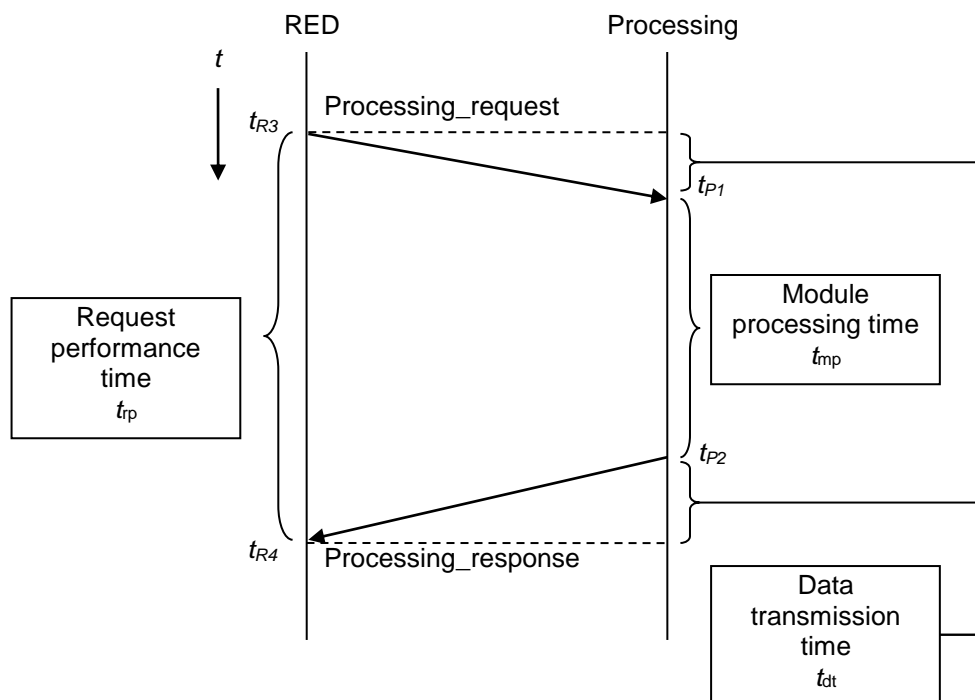 RED
Processing
t
Processing_request
tR3
tP1
Module
processing time
tmp
Request
performance
time
trp
tP2
tR4
Processing_response
Data
transmission
time
tdt